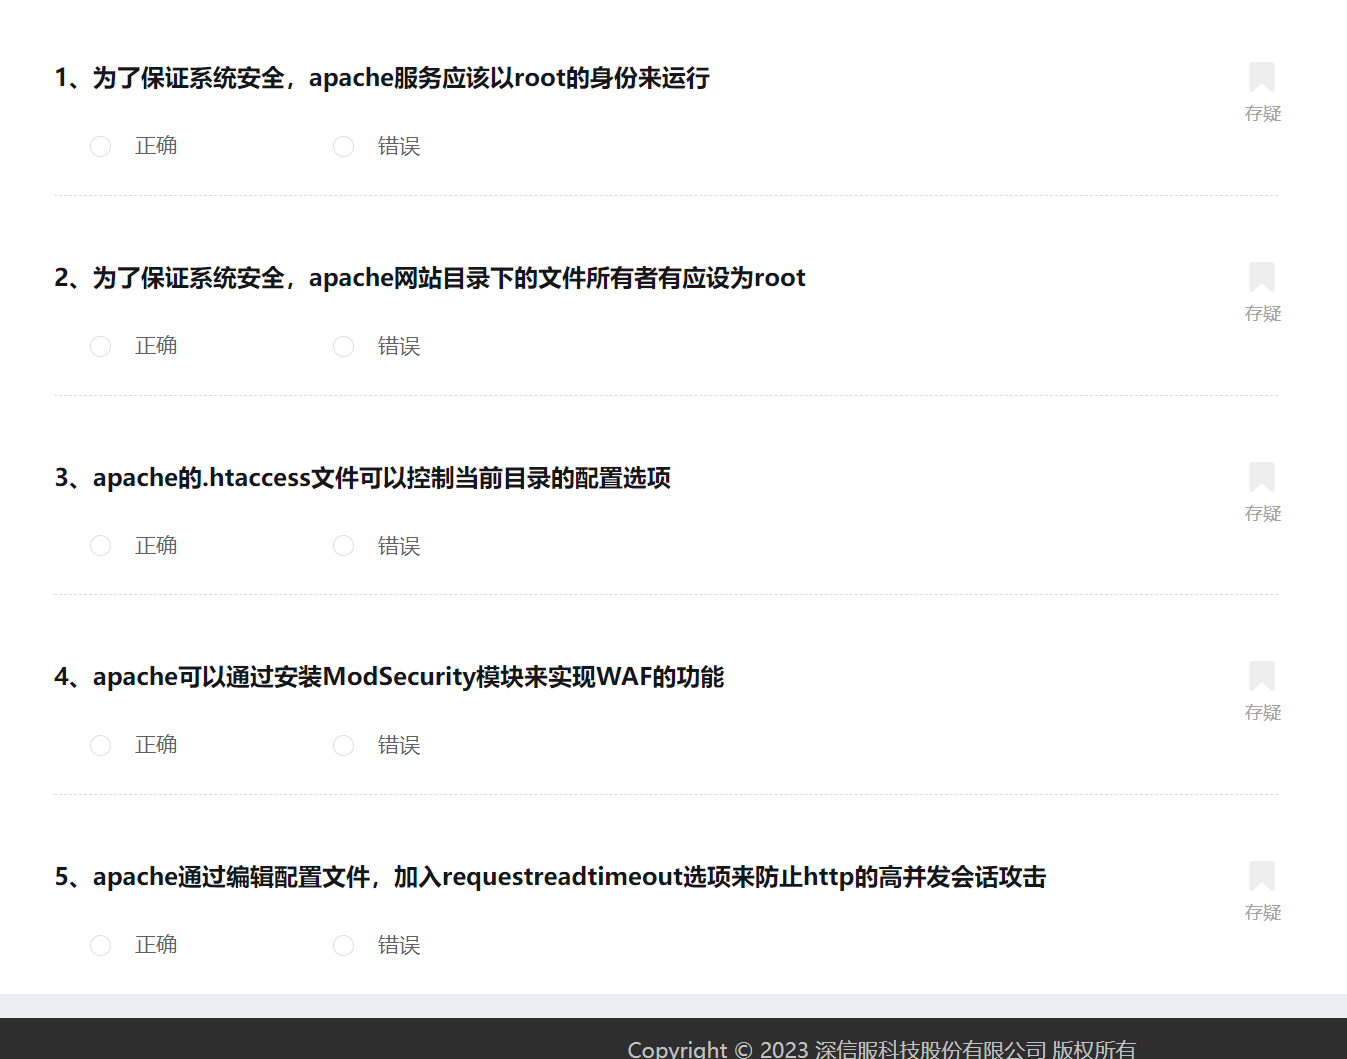 1、为了保证系统安全，apache服务应该以root的身份来运行
存疑
正确 错误
2、为了保证系统安全，apache网站目录下的文件所有者有应设为root
存疑
正确 错误
3、apache的.htaccess文件可以控制当前目录的配置选项
存疑
正确 错误
4、apache可以通过安装ModSecurity模块来实现WAF的功能
存疑
正确 错误
5、apache通过编辑配置文件，加入requestreadtimeout选项来防止http的高并发会话攻击
存疑
正确 错误
Copyright © 2023 深信服科技股份有限公司 版权所有